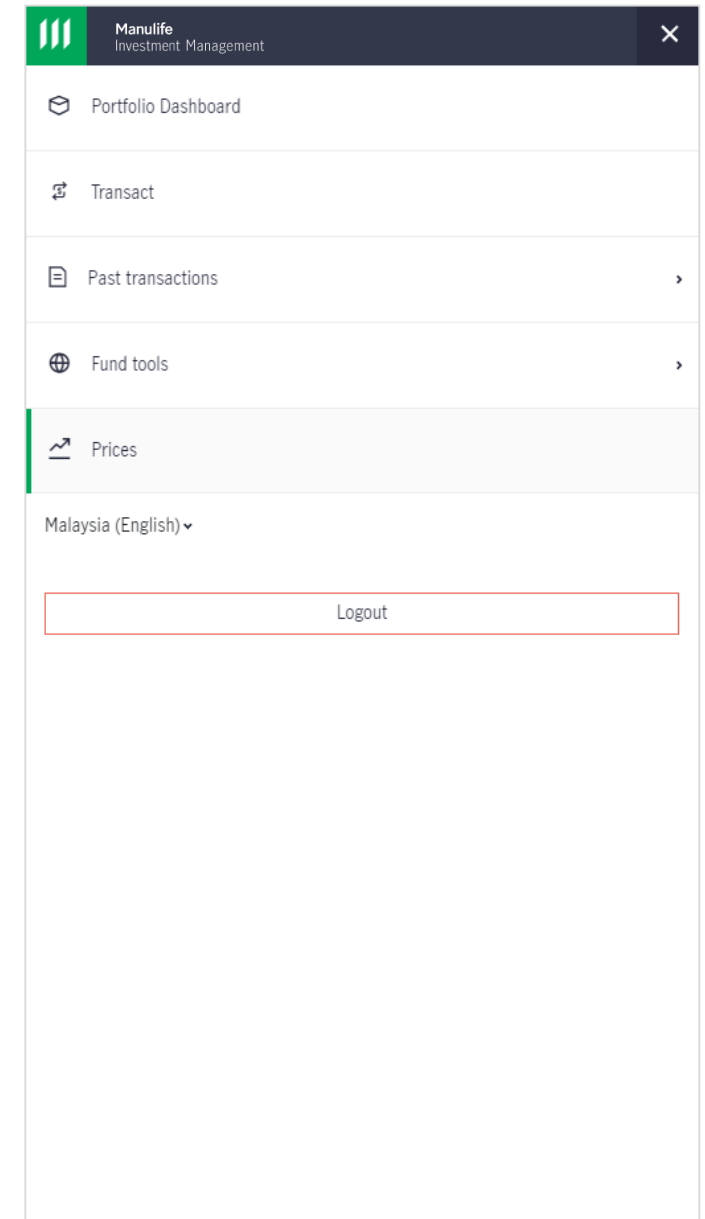 Manulife
Investment Management
Portfolio Dashboard
Transact
Past transactions
Fund tools
Prices
Malaysia (English)
Logout